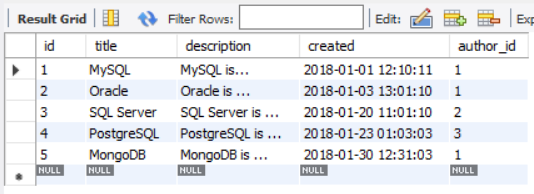 Result Grid Filter Rows: Edit: Exp
id title description created author_id
1 MySQL MySQL is... 2018-01-01 12:10:11 1
2 Oracle Oracle is ... 2018-01-03 13:01:10 1
3 SQL Server SQL Server is ... 2018-01-20 11:01:10 2
4 PostgreSQL PostgreSQL is ... 2018-01-23 01:03:03 3
5 MongoDB MongoDB is ... 2018-01-30 12:31:03 1
NULL NULL NULL NULL NULL